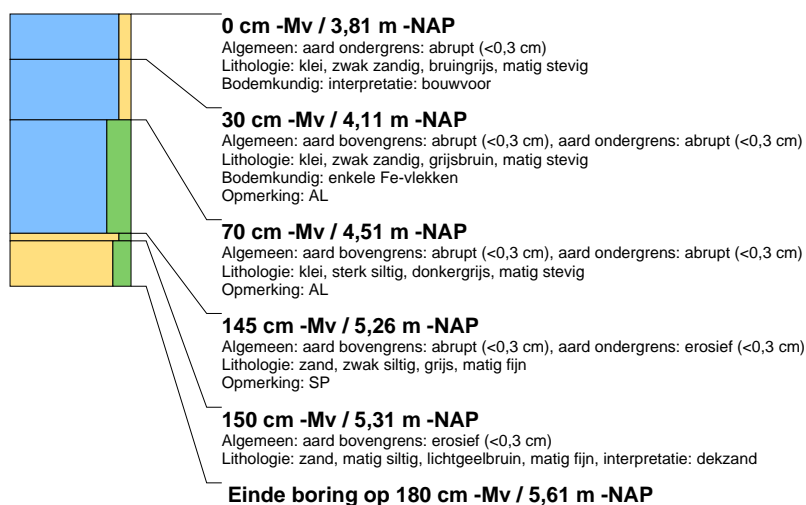 0 cm -Mv / 3,81 m -NAP
Algemeen: aard ondergrens: abrupt (<0,3 cm)
Lithologie: klei, zwak zandig, bruingrijs, matig stevig
Bodemkundig: interpretatie: bouwvoor
30 cm -Mv / 4,11 m -NAP
Algemeen: aard bovengrens: abrupt (<0,3 cm), aard ondergrens: abrupt (<0,3 cm)
Lithologie: klei, zwak zandig, grijsbruin, matig stevig
Bodemkundig: enkele Fe-vlekken
Opmerking: AL
70 cm -Mv / 4,51 m -NAP
Algemeen: aard bovengrens: abrupt (<0,3 cm), aard ondergrens: abrupt (<0,3 cm)
Lithologie: klei, sterk siltig, donkergrijs, matig stevig
Opmerking: AL
145 cm -Mv / 5,26 m -NAP
Algemeen: aard bovengrens: abrupt (<0,3 cm), aard ondergrens: erosief (<0,3 cm)
Lithologie: zand, zwak siltig, grijs, matig fijn
Opmerking: SP
150 cm -Mv / 5,31 m -NAP
Algemeen: aard bovengrens: erosief (<0,3 cm)
Lithologie: zand, matig siltig, lichtgeelbruin, matig fijn, interpretatie: dekzand
Einde boring op 180 cm -Mv / 5,61 m -NAP